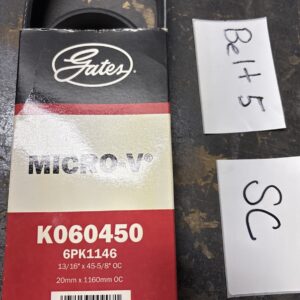 Gates
MICRO-V®
K060450
6PK1146
13/16" x 45-5/8" OC
20mm x 1160mm OC
Belt 5
SC